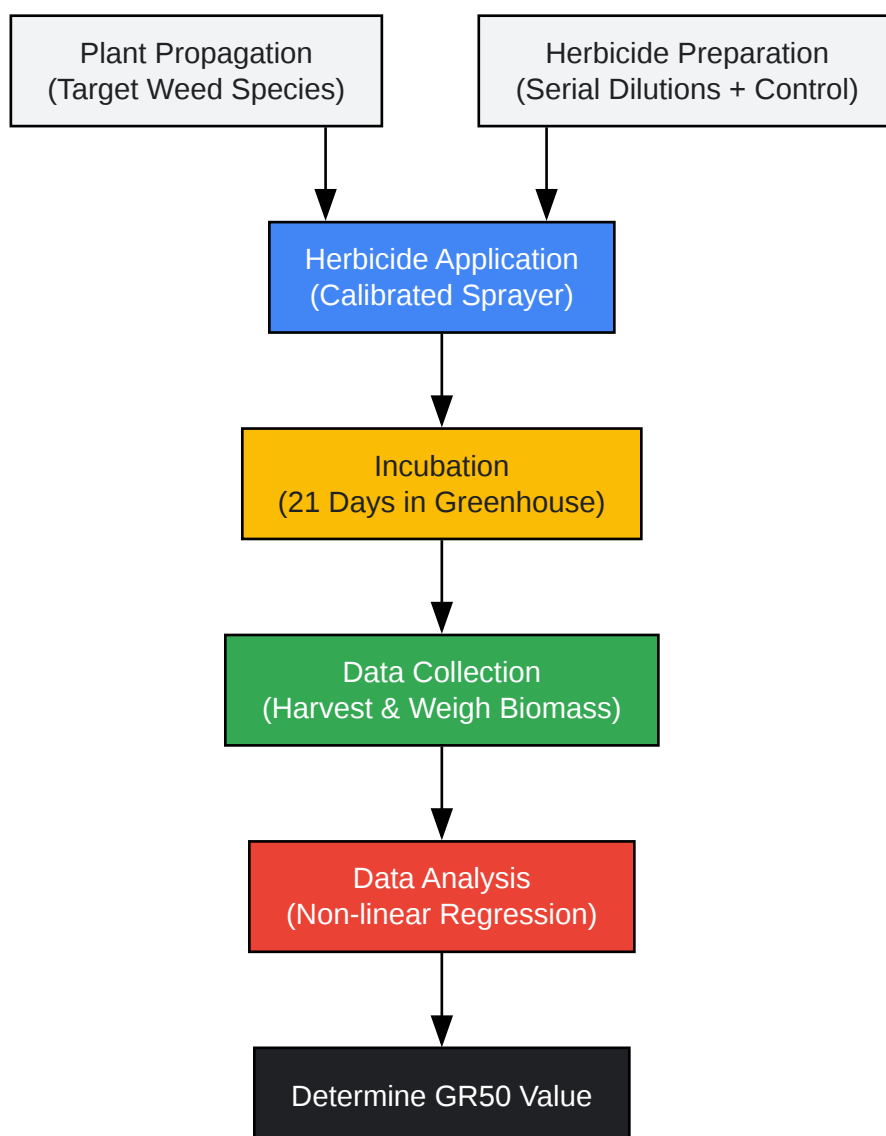 Plant Propagation
(Target Weed Species)
Herbicide Preparation
(Serial Dilutions + Control)
Herbicide Application
(Calibrated Sprayer)
Incubation
(21 Days in Greenhouse)
Data Collection
(Harvest & Weigh Biomass)
Data Analysis
(Non-linear Regression)
Determine GR50 Value